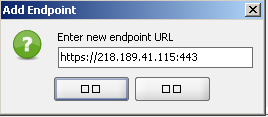 Add Endpoint
Enter new endpoint URL
https://218.189.41.115:443
□□ □□